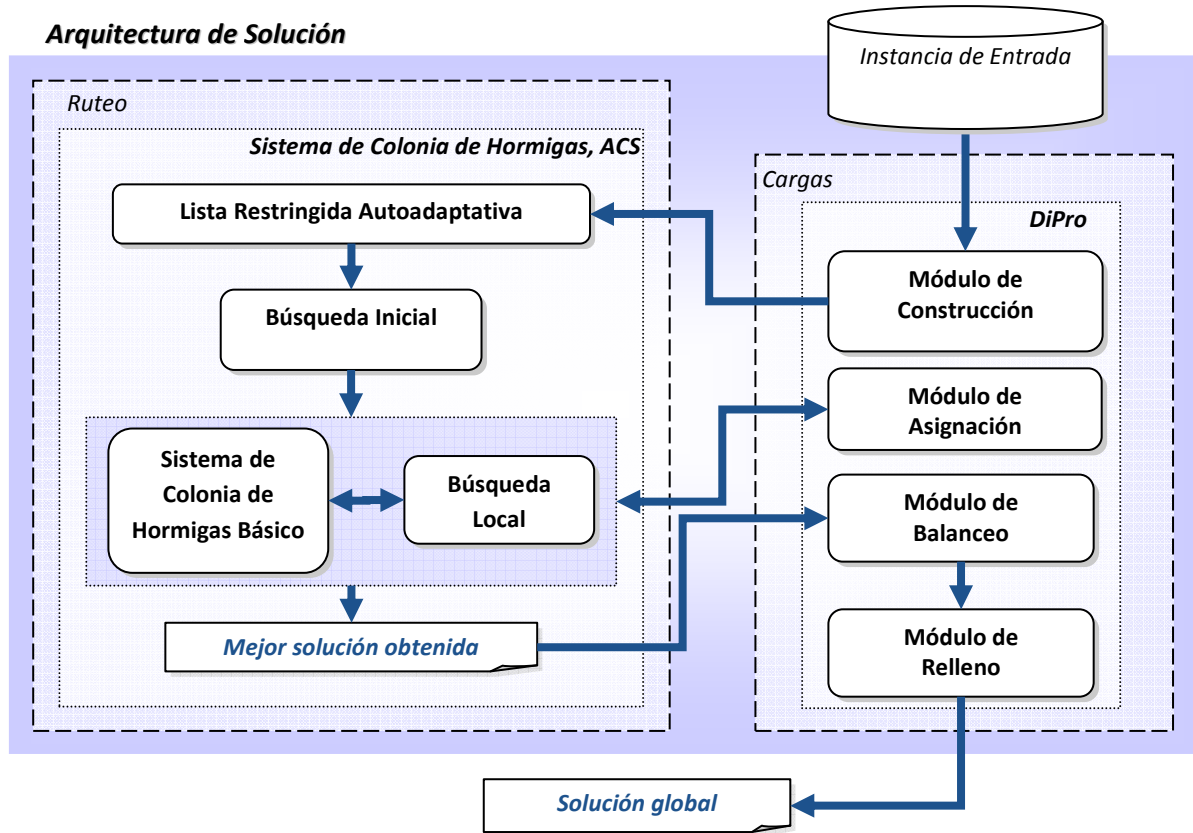 Arquitectura de Solución
Instancia de Entrada
Ruteo
Sistema de Colonia de Hormigas, ACS
Lista Restringida Autoadaptativa
Búsqueda Inicial
Sistema de
Colonia de
Hormigas Básico
Búsqueda
Local
Mejor solución obtenida
Cargas
DiPro
Módulo de
Construcción
Módulo de
Asignación
Módulo de
Balanceo
Módulo de
Relleno
Solución global